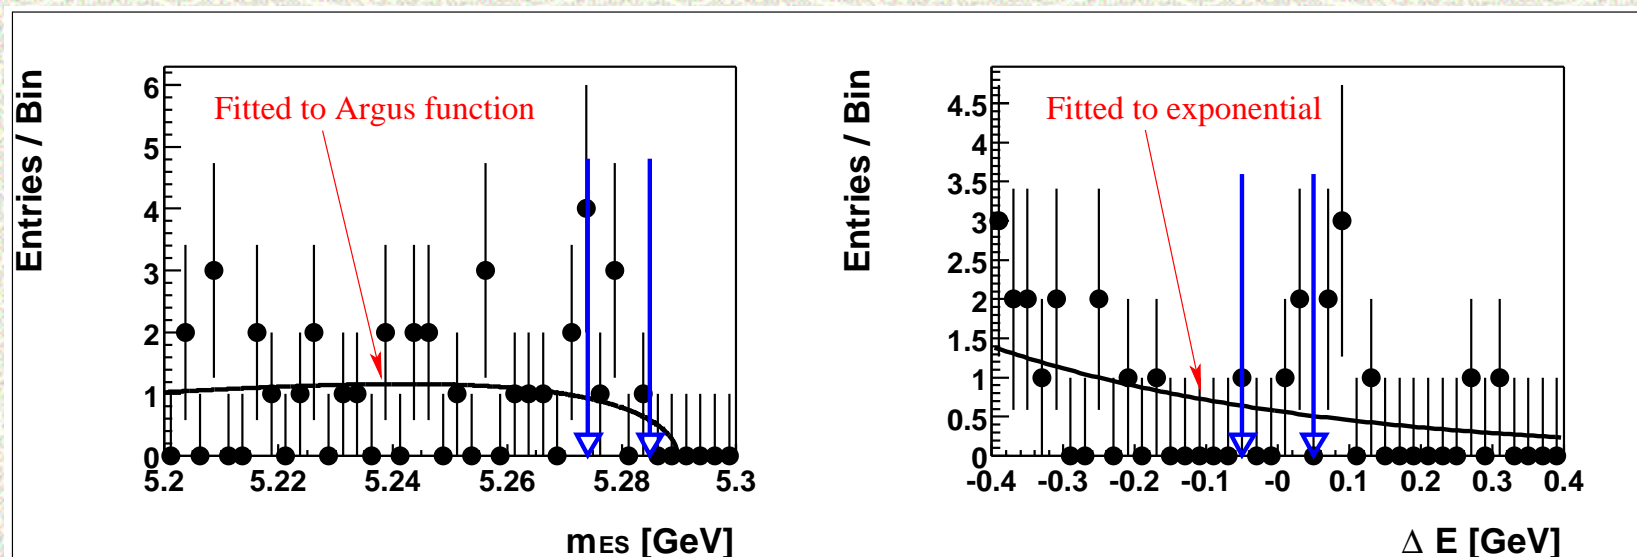 Entries / Bin
6
5
4
3
2
1
0
Fitted to Argus function
5.2 5.22 5.24 5.26 5.28 5.3
mES [GeV]
Entries / Bin
4.5
4
3.5
3
2.5
2
1.5
1
0.5
0
Fitted to exponential
-0.4 -0.3 -0.2 -0.1 -0 0.1 0.2 0.3 0.4
Δ E [GeV]